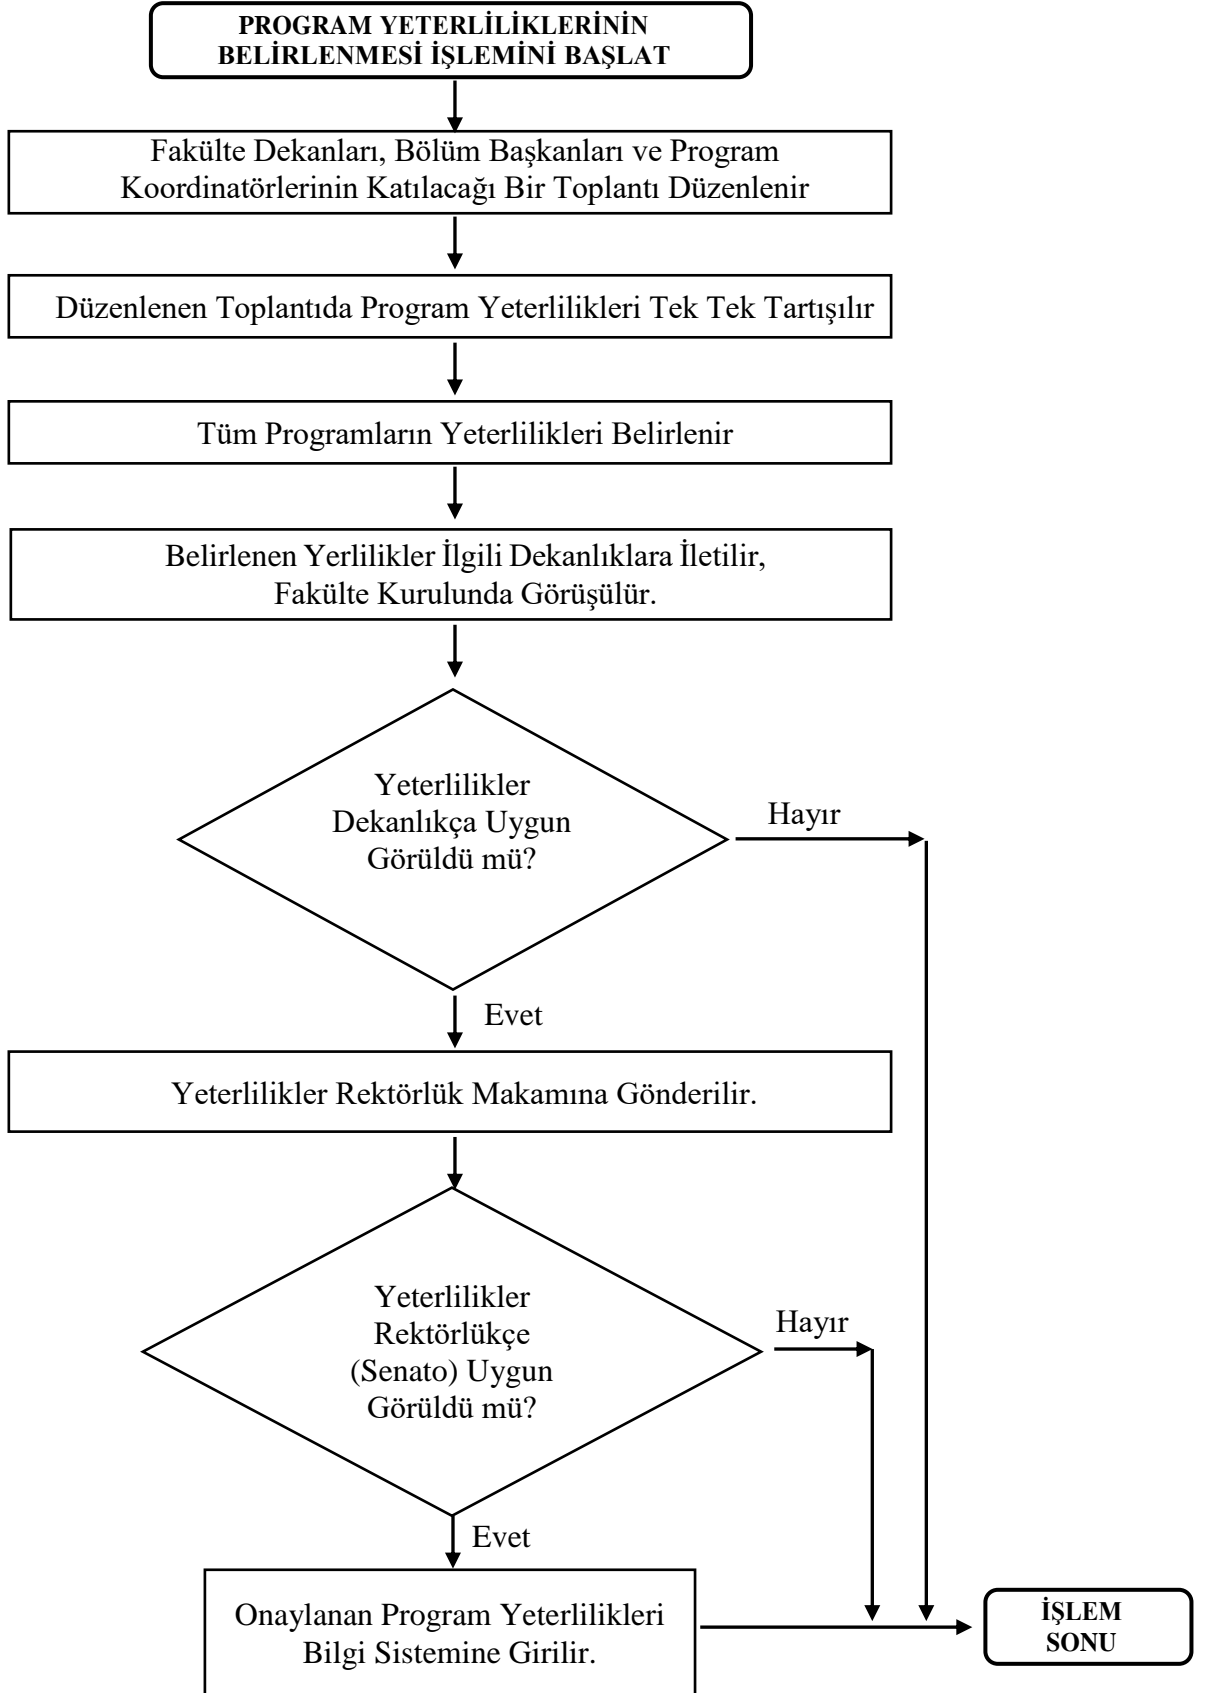 PROGRAM YETERLİLİKLERİNİN
BELİRLENMESİ İŞLEMİNİ BAŞLAT
Fakülte Dekanları, Bölüm Başkanları ve Program
Koordinatörlerinin Katılacağı Bir Toplantı Düzenlenir
Düzenlenen Toplantıda Program Yeterlilikleri Tek Tek Tartışılır
Tüm Programların Yeterlilikleri Belirlenir
Belirlenen Yerlilikler İlgili Dekanlıklara İletilir,
Fakülte Kurulunda Görüşülür.
Yeterlilikler
Dekanlıkça Uygun
Görüldü mü?
Hayır
Evet
Yeterlilikler Rektörlük Makamına Gönderilir.
Yeterlilikler
Rektörlükçe
(Senato) Uygun
Görüldü mü?
Hayır
Evet
Onaylanan Program Yeterlilikleri
Bilgi Sistemine Girilir.
İŞLEM
SONU